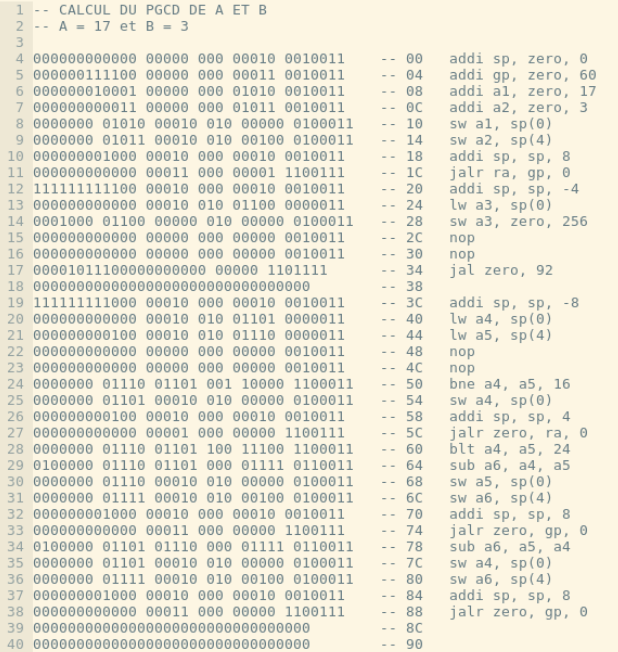 1 -- CALCUL DU PGCD DE A ET B
2 -- A = 17 et B = 3
3
4 000000000000 00000 000 00010 0010011 -- 00 addi sp, zero, 0
5 000000111100 00000 000 00011 0010011 -- 04 addi gp, zero, 60
6 000000010001 00000 000 01010 0010011 -- 08 addi a1, zero, 17
7 000000000011 00000 000 01011 0010011 -- 0C addi a2, zero, 3
8 0000000 01010 00010 010 00000 0100011 -- 10 sw a1, sp(0)
9 0000000 01011 00010 010 00100 0100011 -- 14 sw a2, sp(4)
10 000000001000 00010 000 00010 0010011 -- 18 addi sp, sp, 8
11 000000000000 00011 000 00001 1100111 -- 1C jalr ra, gp, 0
12 111111111100 00010 000 00010 0010011 -- 20 addi sp, sp, -4
13 000000000000 00010 010 01100 0000011 -- 24 lw a3, sp(0)
14 0001000 01100 00000 010 00000 0100011 -- 28 sw a3, zero, 256
15 000000000000 00000 000 00000 0010011 -- 2C nop
16 000000000000 00000 000 00000 0010011 -- 30 nop
17 00001011100000000000 00000 1101111 -- 34 jal zero, 92
18 00000000000000000000000000000000 -- 38
19 111111111000 00010 000 00010 0010011 -- 3C addi sp, sp, -8
20 000000000000 00010 010 01101 0000011 -- 40 lw a4, sp(0)
21 000000000100 00010 010 01110 0000011 -- 44 lw a5, sp(4)
22 000000000000 00000 000 00000 0010011 -- 48 nop
23 000000000000 00000 000 00000 0010011 -- 4C nop
24 0000000 01110 01101 001 10000 1100011 -- 50 bne a4, a5, 16
25 0000000 01101 00010 010 00000 0100011 -- 54 sw a4, sp(0)
26 000000000100 00010 000 00010 0010011 -- 58 addi sp, sp, 4
27 000000000000 00001 000 00000 1100111 -- 5C jalr zero, ra, 0
28 0000000 01110 01101 100 11100 1100011 -- 60 blt a4, a5, 24
29 0100000 01110 01101 000 01111 0110011 -- 64 sub a6, a4, a5
30 0000000 01110 00010 010 00000 0100011 -- 68 sw a5, sp(0)
31 0000000 01111 00010 010 00100 0100011 -- 6C sw a6, sp(4)
32 000000001000 00010 000 00010 0010011 -- 70 addi sp, sp, 8
33 000000000000 00011 000 00000 1100111 -- 74 jalr zero, gp, 0
34 0100000 01101 01110 000 01111 0110011 -- 78 sub a6, a5, a4
35 0000000 01101 00010 010 00000 0100011 -- 7C sw a4, sp(0)
36 0000000 01111 00010 010 00100 0100011 -- 80 sw a6, sp(4)
37 000000001000 00010 000 00010 0010011 -- 84 addi sp, sp, 8
38 000000000000 00011 000 00000 1100111 -- 88 jalr zero, gp, 0
39 00000000000000000000000000000000 -- 8C
40 00000000000000000000000000000000 -- 90